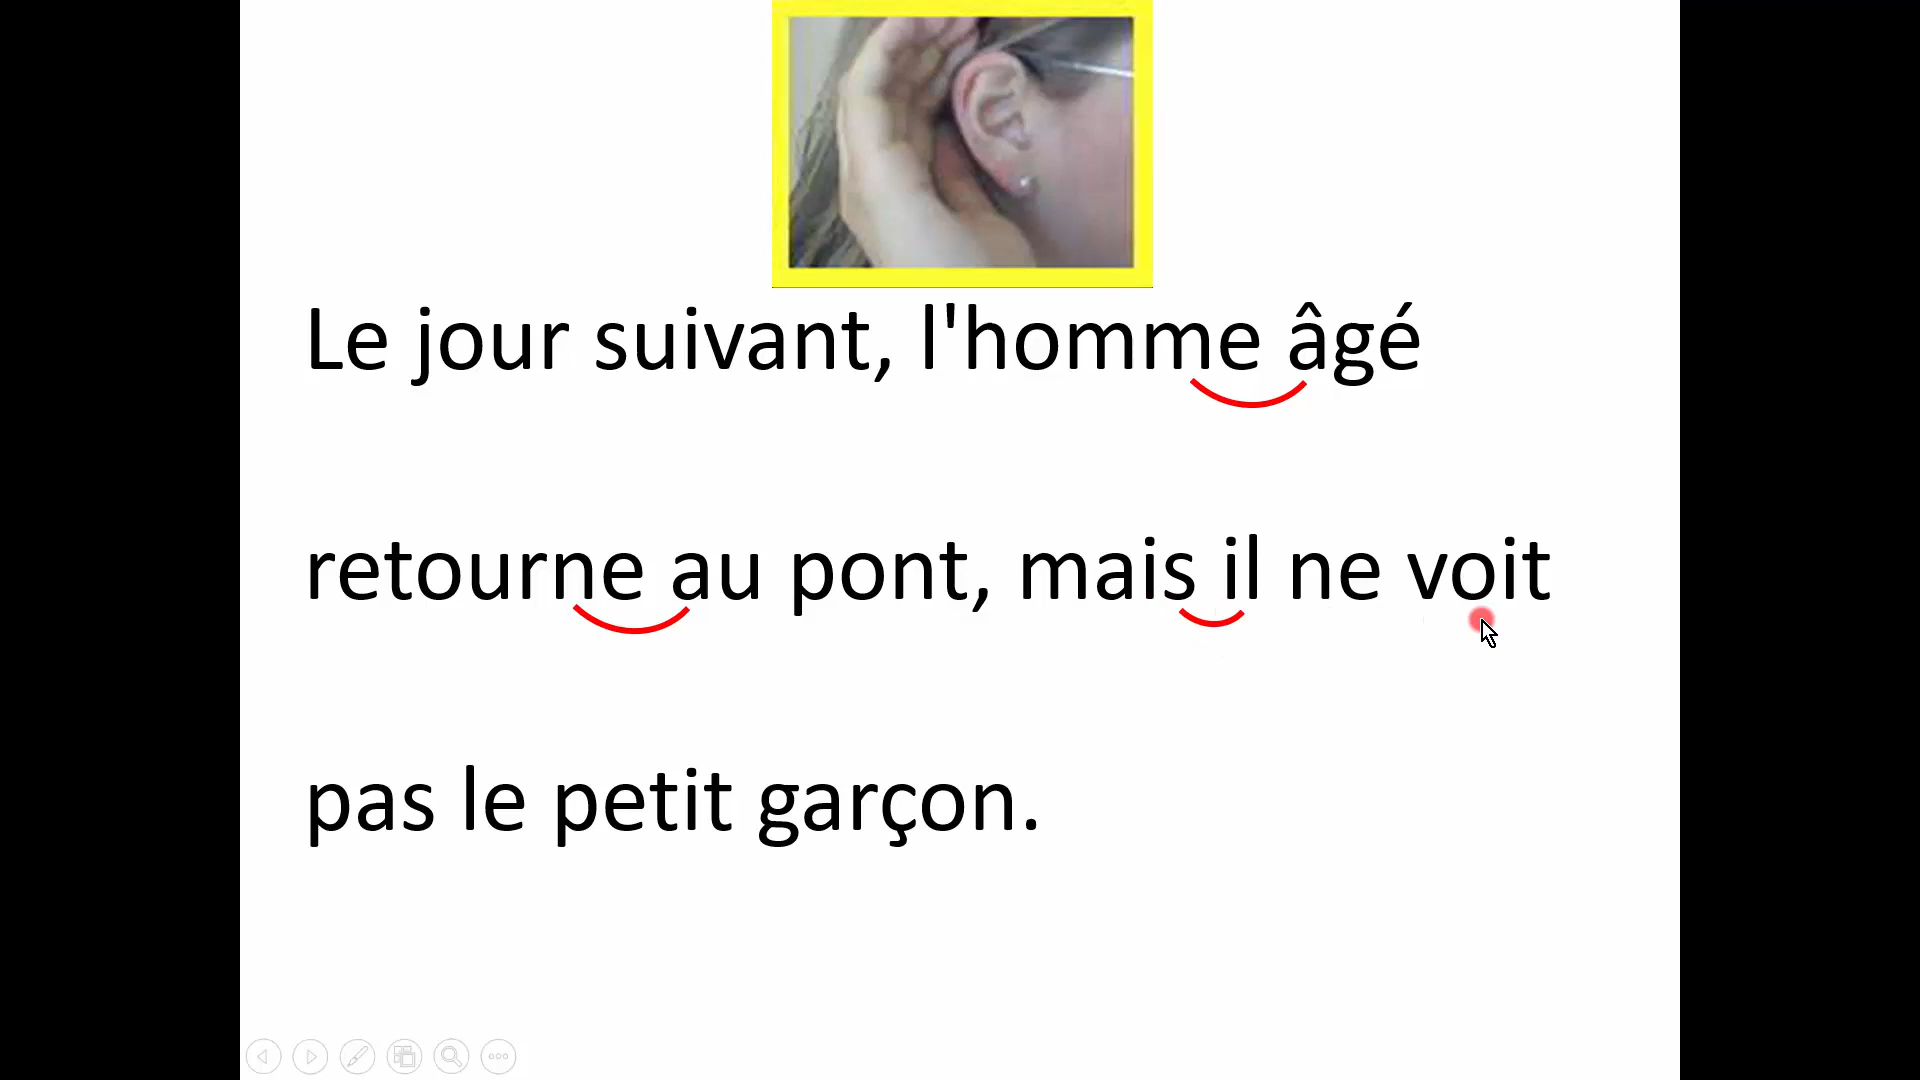 Le jour suivant, l'homme âgé
retourne au pont, mais il ne voit
pas le petit garçon.